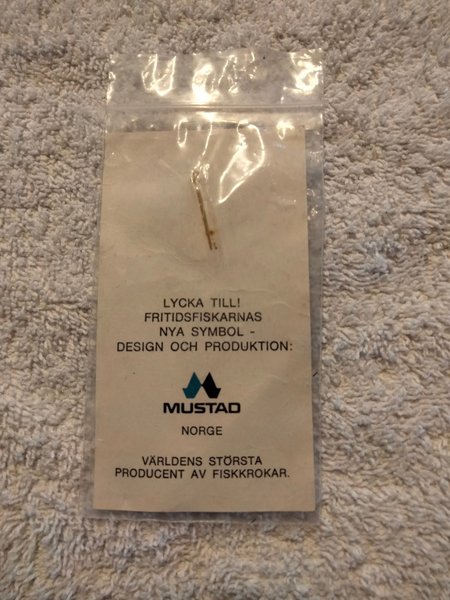 LYCKA TILL!
FRITIDSFISKARNAS
NYA SYMBOL -
DESIGN OCH PRODUKTION:
MUSTAD
NORGE
VÄRLDENS STÖRSTA
PRODUCENT AV FISKKROKAR.